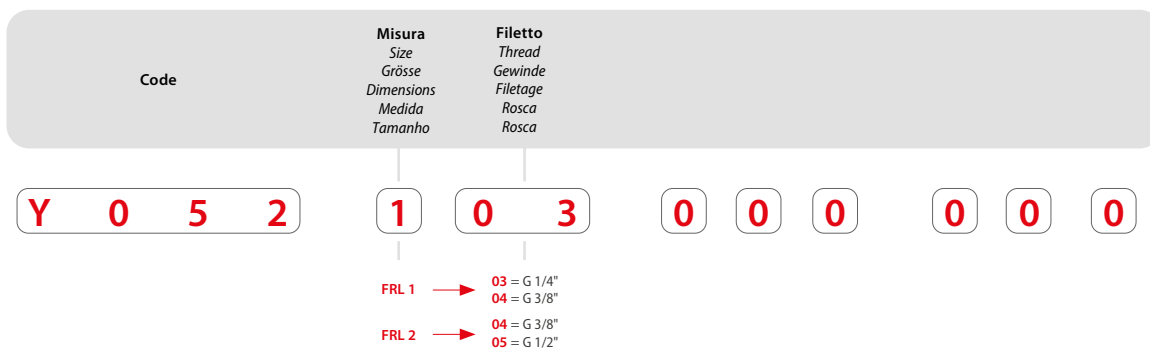 Code
Misura
Size
Grösse
Dimensions
Medida
Tamanho
Filetto
Thread
Gewinde
Filetage
Rosca
Rosca
Y 0 5 2 1 0 3 0 0 0 0 0 0
FRL 1
03 = G 1/4"
04 = G 3/8"
FRL 2
04 = G 3/8"
05 = G 1/2"